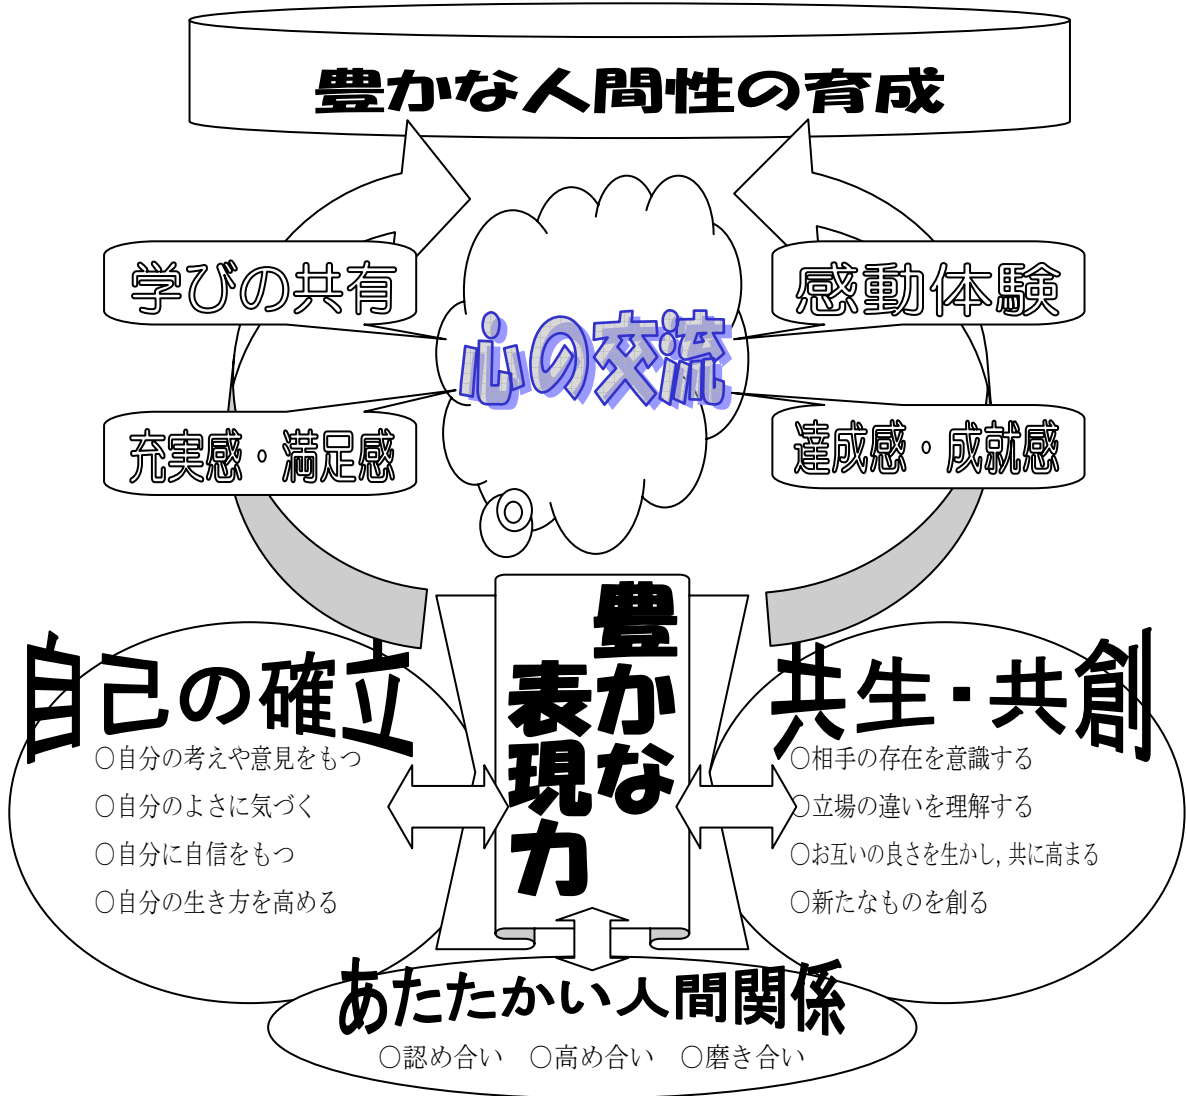 豊かな人間性の育成
学びの共有
感動体験
心の交流
充実感・満足感
達成感・成就感
豊かな
表現力
自己の確立
○自分の考えや意見をもつ
○自分のよさに気づく
○自分に自信をもつ
○自分の生き方を高める
共生・共創
○相手の存在を意識する
○立場の違いを理解する
○お互いの良さを生かし,共に高まる
○新たなものを創る
あたたかい人間関係
○認め合い　○高め合い　○磨き合い